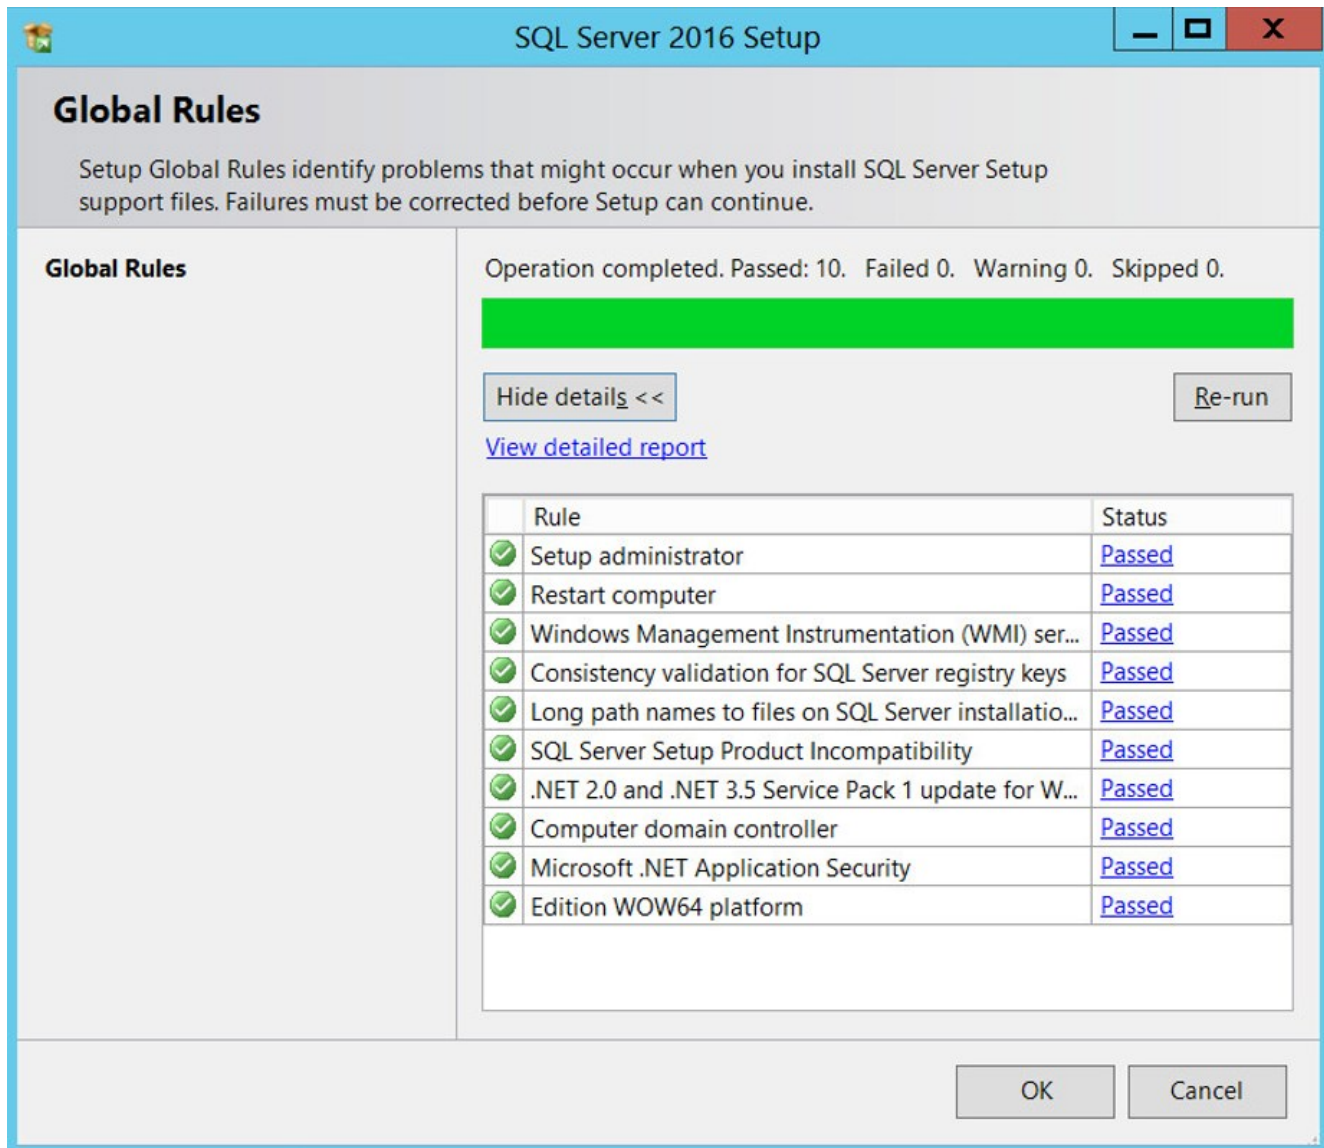 SQL Server 2016 Setup
Global Rules
Setup Global Rules identify problems that might occur when you install SQL Server Setup
support files. Failures must be corrected before Setup can continue.
Global Rules
Operation completed. Passed: 10.   Failed 0.   Warning 0.   Skipped 0.
Hide details <<
Re-run
View detailed report
Rule Status
Setup administrator Passed
Restart computer Passed
Windows Management Instrumentation (WMI) ser... Passed
Consistency validation for SQL Server registry keys Passed
Long path names to files on SQL Server installatio... Passed
SQL Server Setup Product Incompatibility Passed
.NET 2.0 and .NET 3.5 Service Pack 1 update for W... Passed
Computer domain controller Passed
Microsoft .NET Application Security Passed
Edition WOW64 platform Passed
OK Cancel